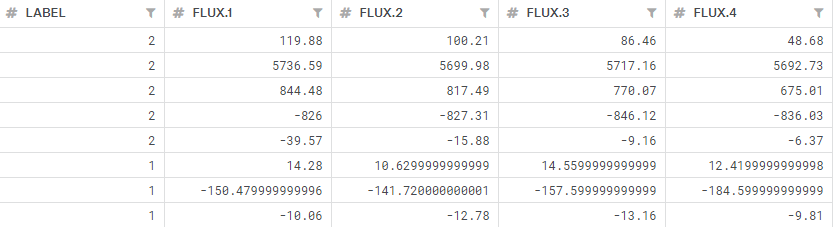 # LABEL # FLUX.1 # FLUX.2 # FLUX.3 # FLUX.4
2 119.88 100.21 86.46 48.68
2 5736.59 5699.98 5717.16 5692.73
2 844.48 817.49 770.07 675.01
2 -826 -827.31 -846.12 -836.03
2 -39.57 -15.88 -9.16 -6.37
1 14.28 10.6299999999999 14.5599999999999 12.4199999999998
1 -150.479999999996 -141.720000000001 -157.599999999999 -184.599999999999
1 -10.06 -12.78 -13.16 -9.81